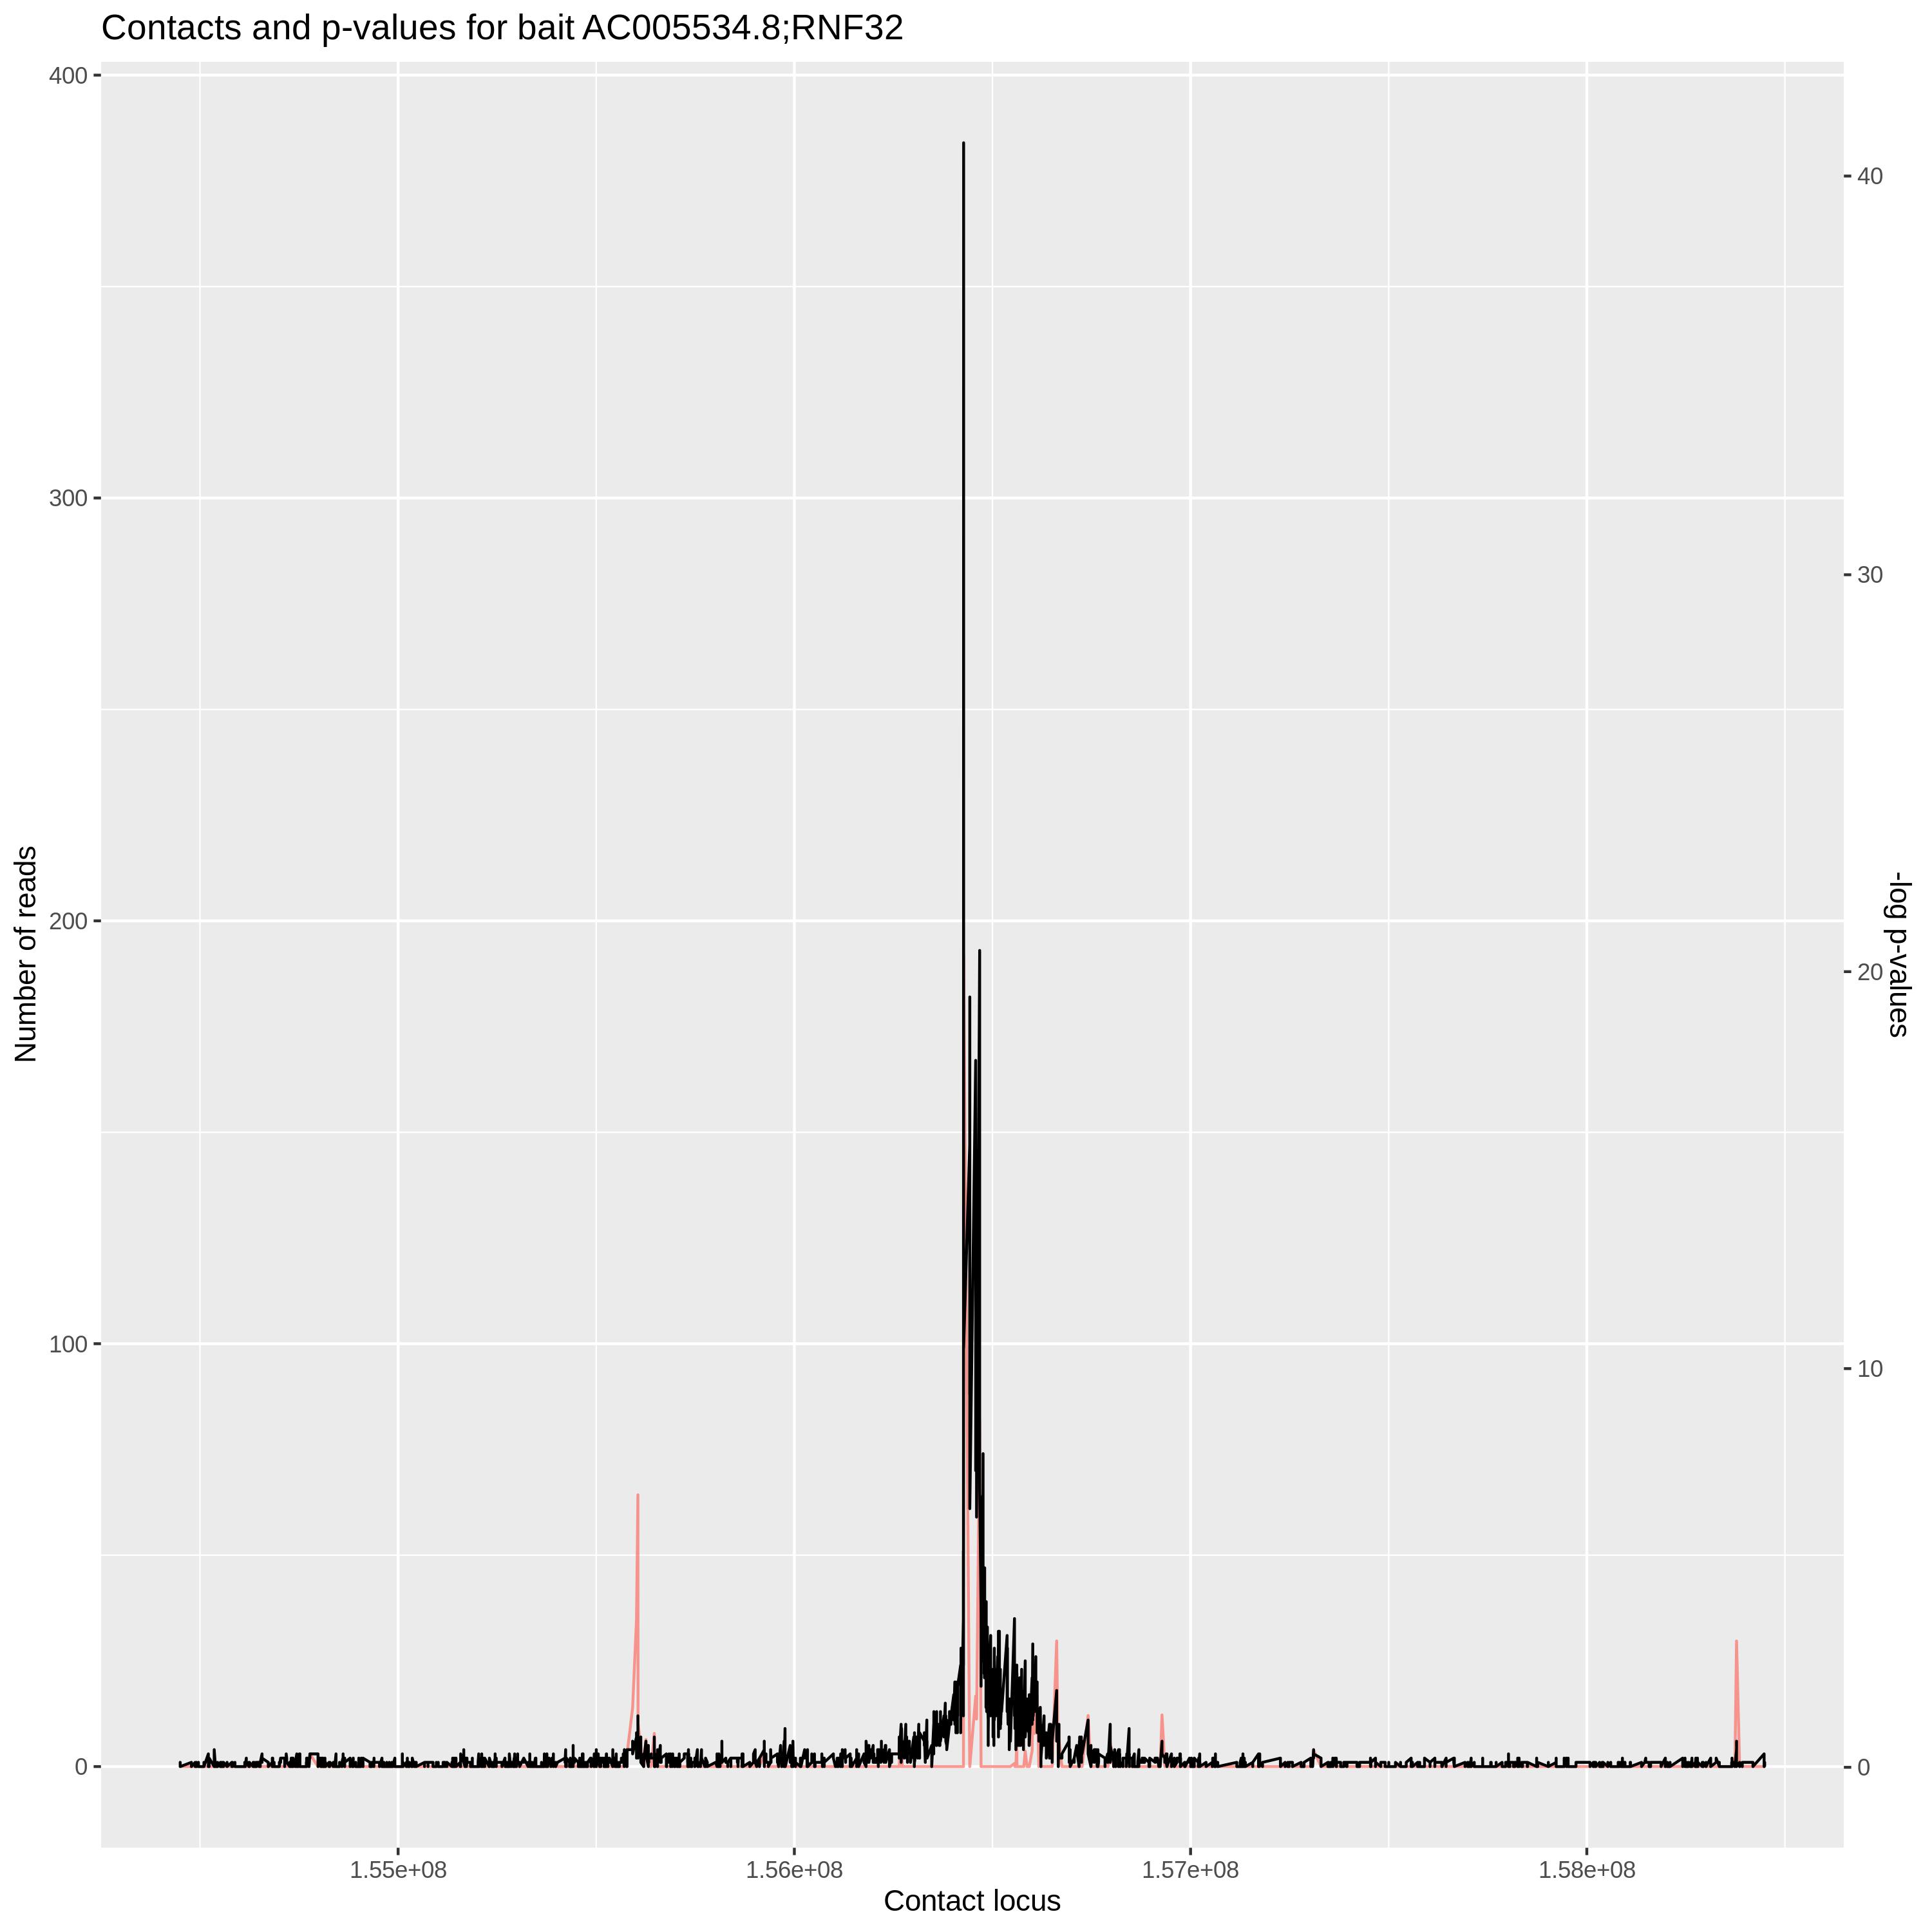 Contacts and p-values for bait AC005534.8;RNF32
400
300
200
100
0
Number of reads
40
30
20
10
0
-log p-values
1.55e+08 1.56e+08 1.57e+08 1.58e+08
Contact locus